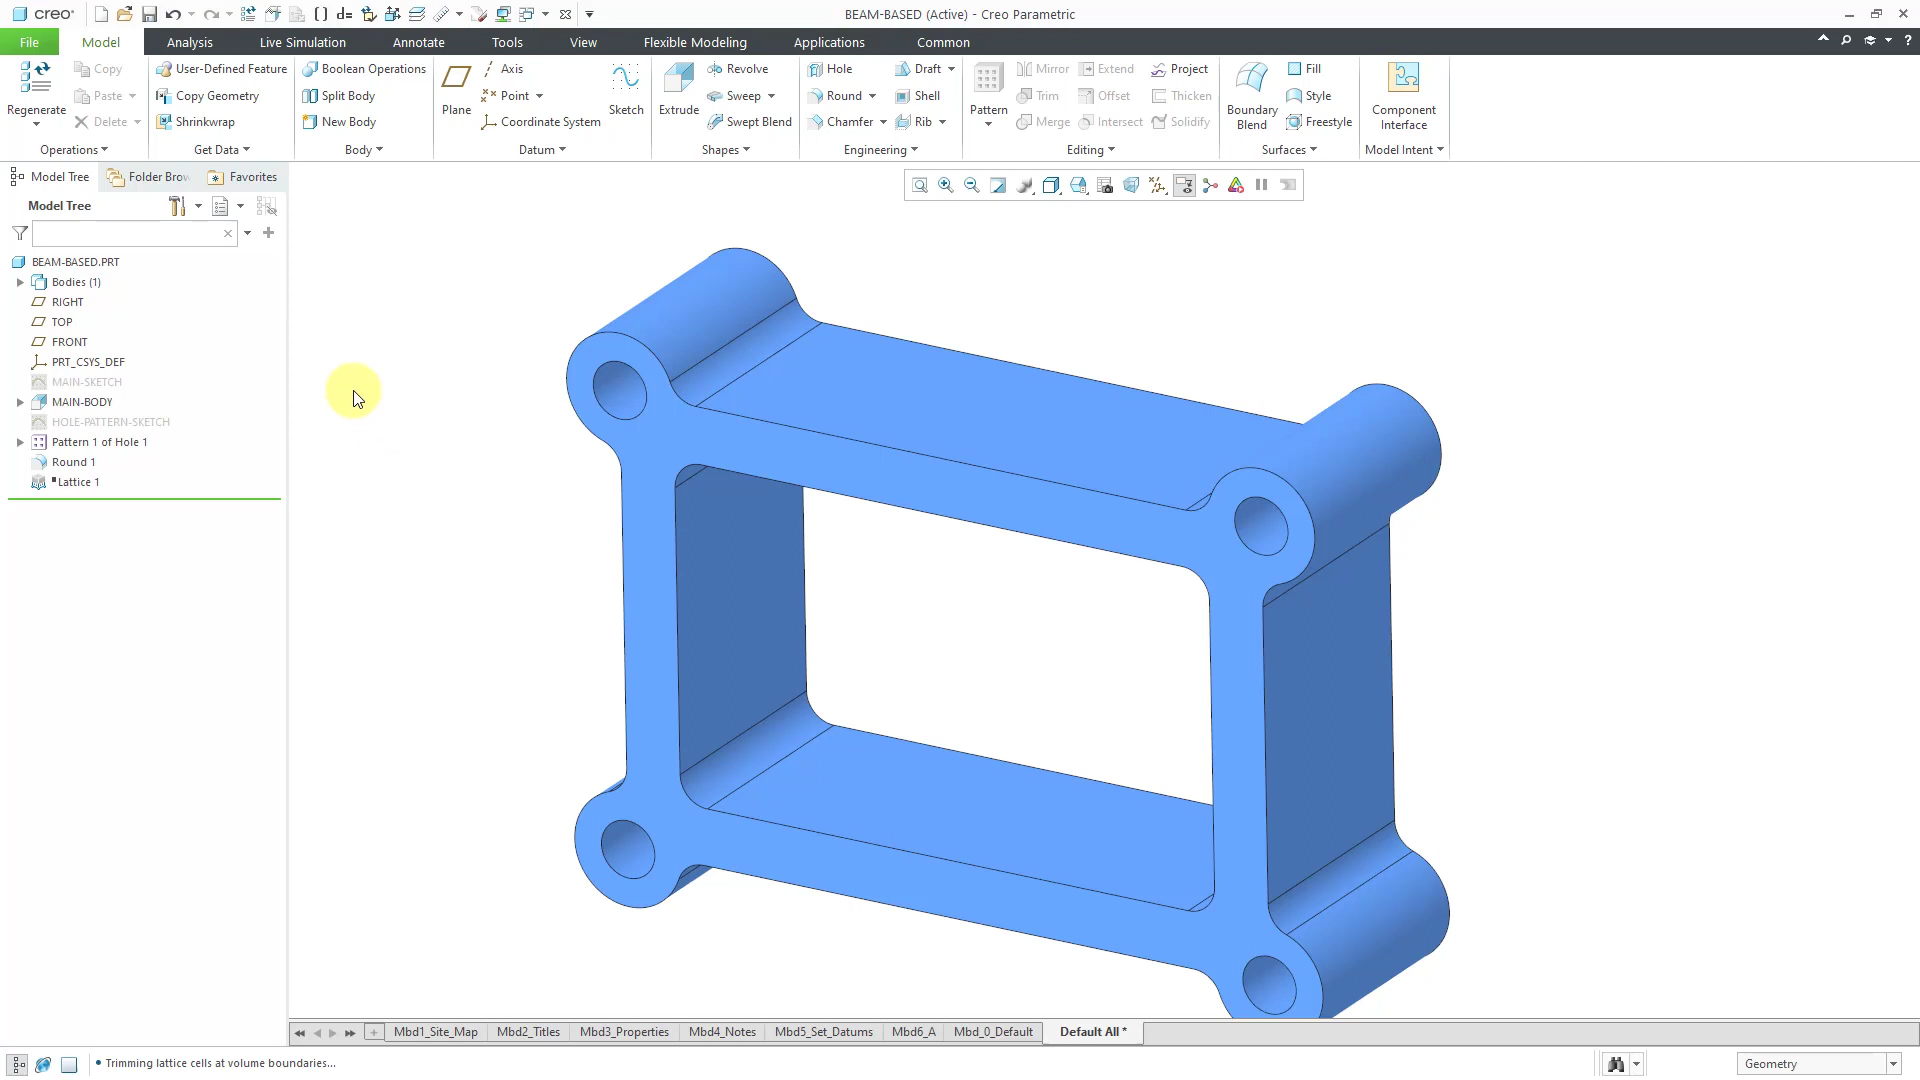 creo®
BEAM-BASED (Active) - Creo Parametric
File Model Analysis Live Simulation Annotate Tools View Flexible Modeling Applications Common
Regenerate
Copy
Paste
Delete
Operations
User-Defined Feature
Copy Geometry
Shrinkwrap
Get Data
Boolean Operations
Split Body
New Body
Body
Plane
Axis
Point
Coordinate System
Sketch
Datum
Extrude
Revolve
Sweep
Swept Blend
Shapes
Hole
Round
Chamfer
Draft
Shell
Rib
Engineering
Pattern
Mirror
Trim
Merge
Extend
Offset
Intersect
Project
Thicken
Solidify
Editing
Boundary
Blend
Fill
Style
Freestyle
Surfaces
Component
Interface
Model Intent
Model Tree Folder Brow Favorites
Model Tree
BEAM-BASED.PRT
Bodies (1)
RIGHT
TOP
FRONT
PRT_CSYS_DEF
MAIN-SKETCH
MAIN-BODY
HOLE-PATTERN-SKETCH
Pattern 1 of Hole 1
Round 1
Lattice 1
Mbd1_Site_Map Mbd2_Titles Mbd3_Properties Mbd4_Notes Mbd5_Set_Datums Mbd6_A Mbd_0_Default Default All *
• Trimming lattice cells at volume boundaries...
Geometry